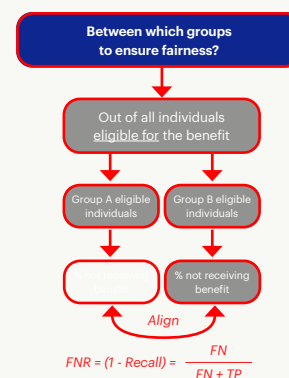 Between which groups
to ensure fairness?
Out of all individuals
eligible for the benefit
Group A eligible
individuals
Group B eligible
individuals
% not receiving
benefit
Align
FNR = (1 - Recall) =
FN
FN + TP